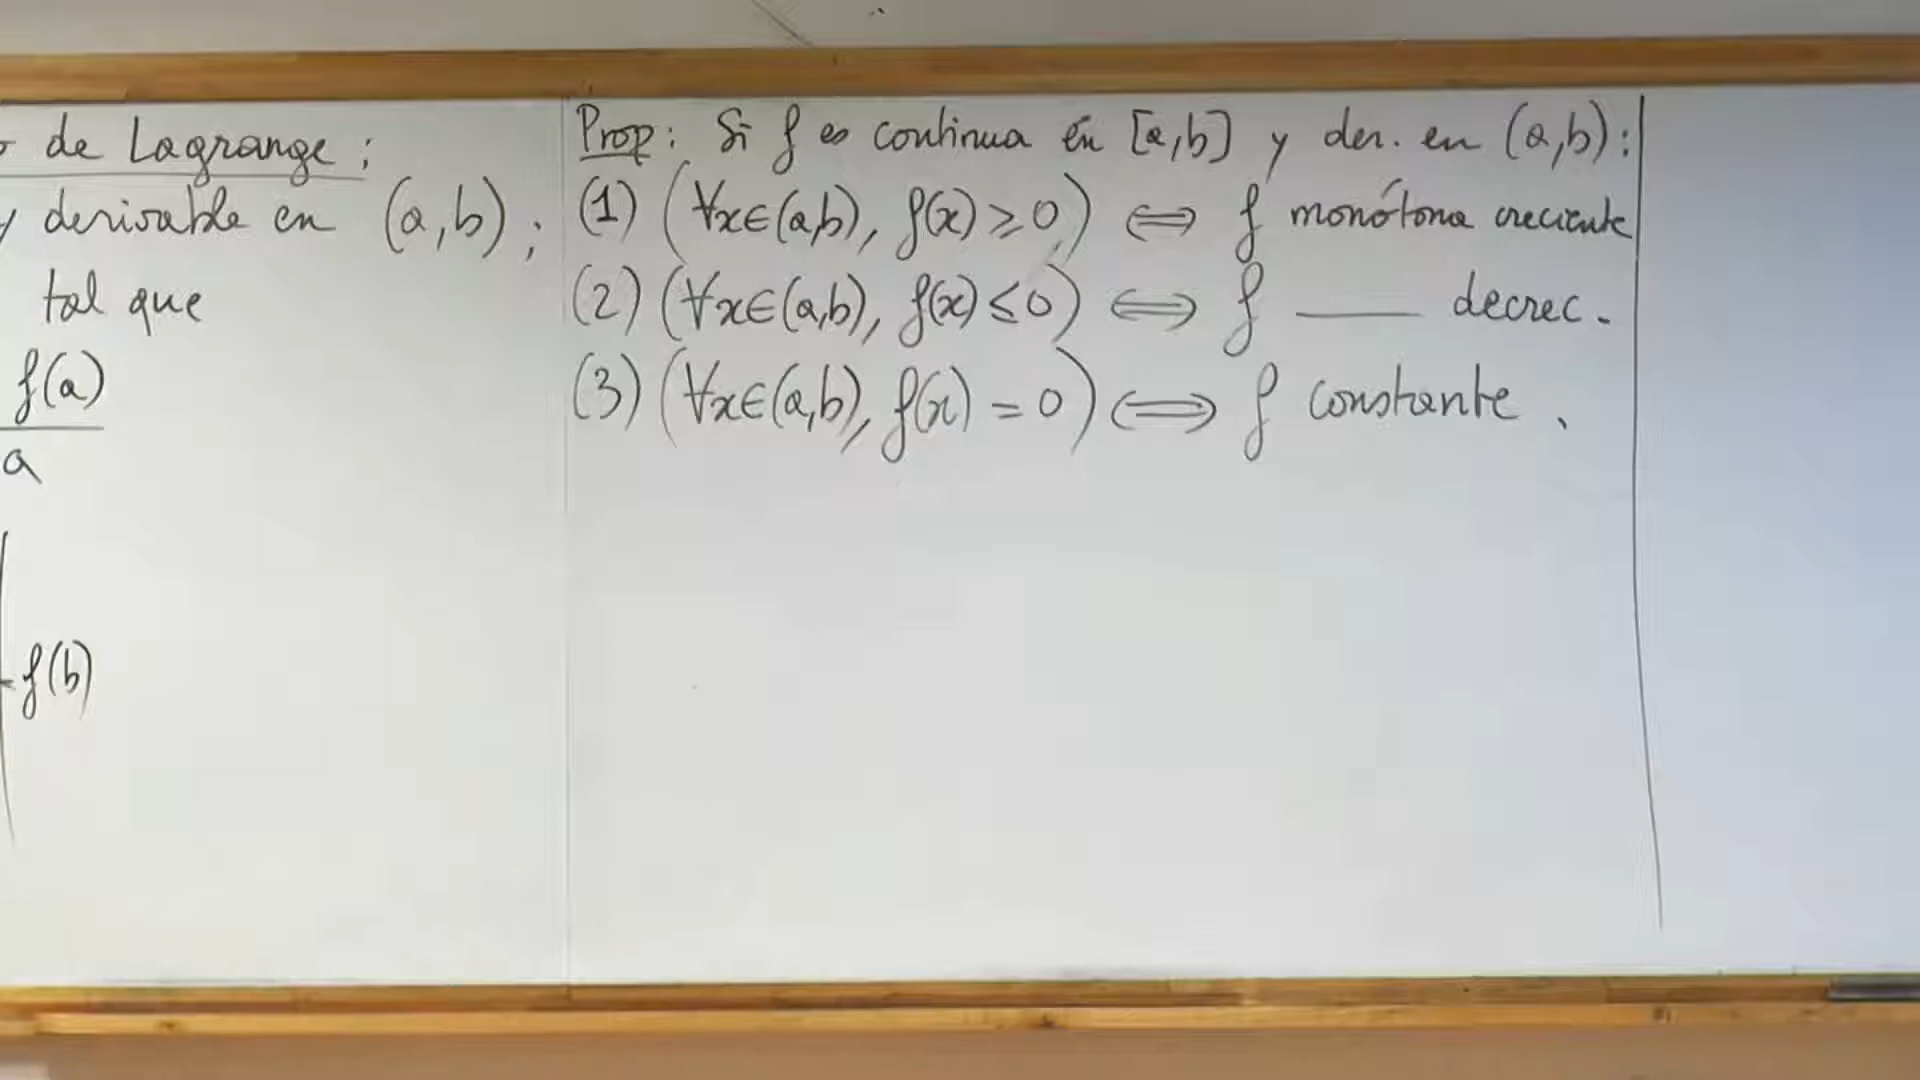 de Lagrange:
y derivable en (a,b);
tal que
f(a)
a
f(b)
Prop: Si f es continua en [a,b] y der. en (a,b):
(1) (∀x∈(a,b), f(x) ≥ 0) ⟺ f monótona creciente
(2) (∀x∈(a,b), f(x) ≤ 0) ⟺ f ___ decrec.
(3) (∀x∈(a,b), f(x) = 0) ⟺ f constante.